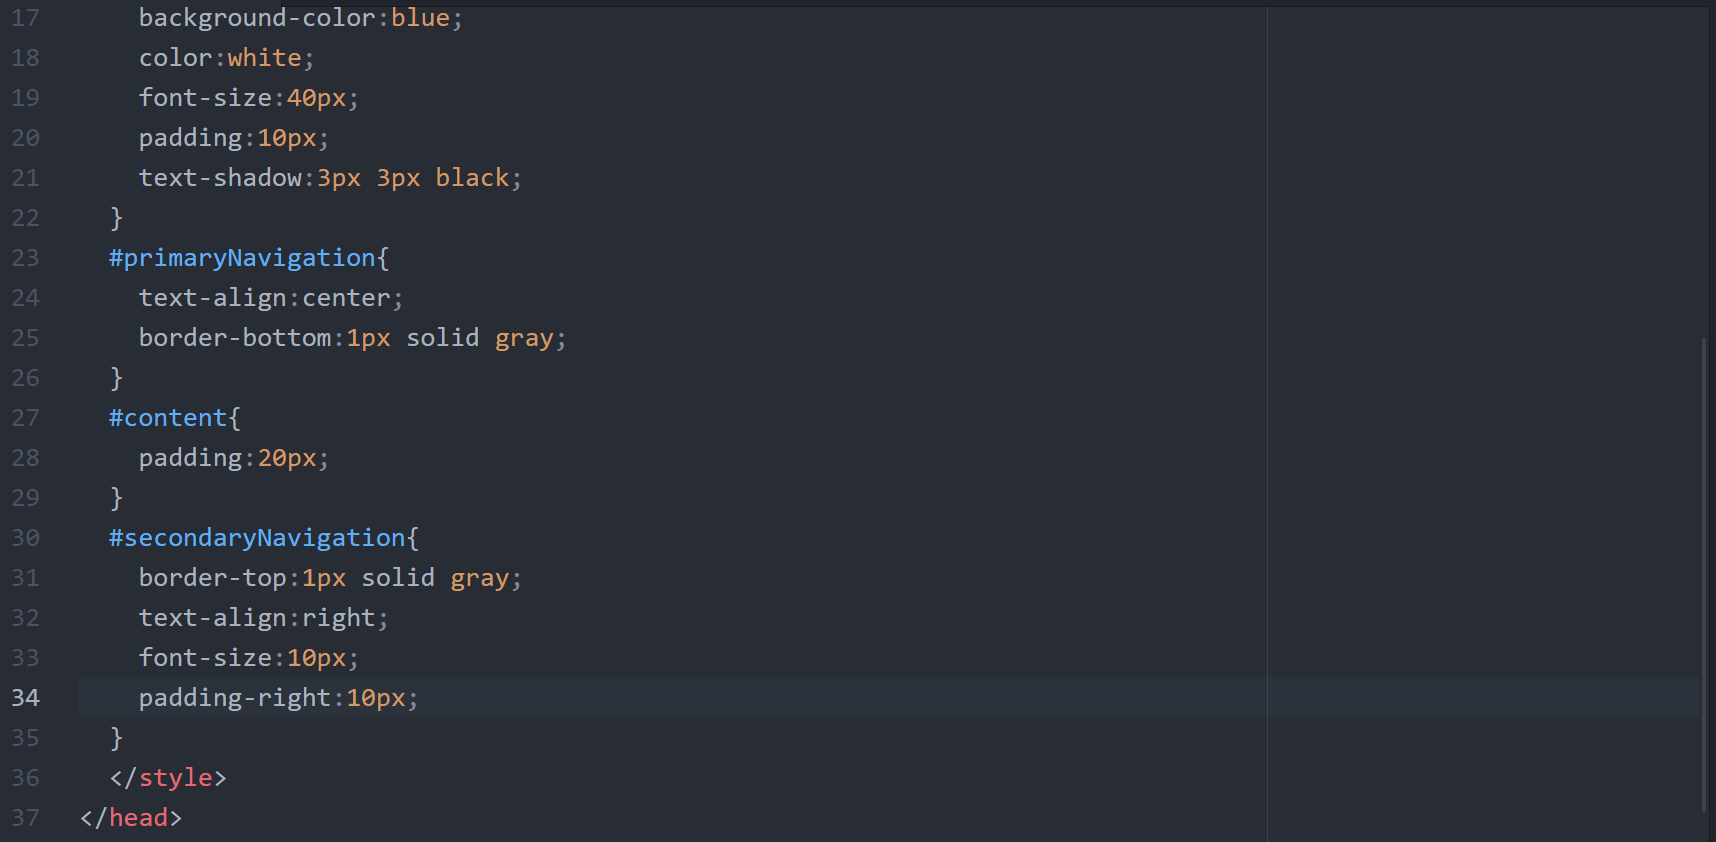 17 background-color:blue;
18 color:white;
19 font-size:40px;
20 padding:10px;
21 text-shadow:3px 3px black;
22 }
23 #primaryNavigation{
24 text-align:center;
25 border-bottom:1px solid gray;
26 }
27 #content{
28 padding:20px;
29 }
30 #secondaryNavigation{
31 border-top:1px solid gray;
32 text-align:right;
33 font-size:10px;
34 padding-right:10px;
35 }
36 </style>
37 </head>